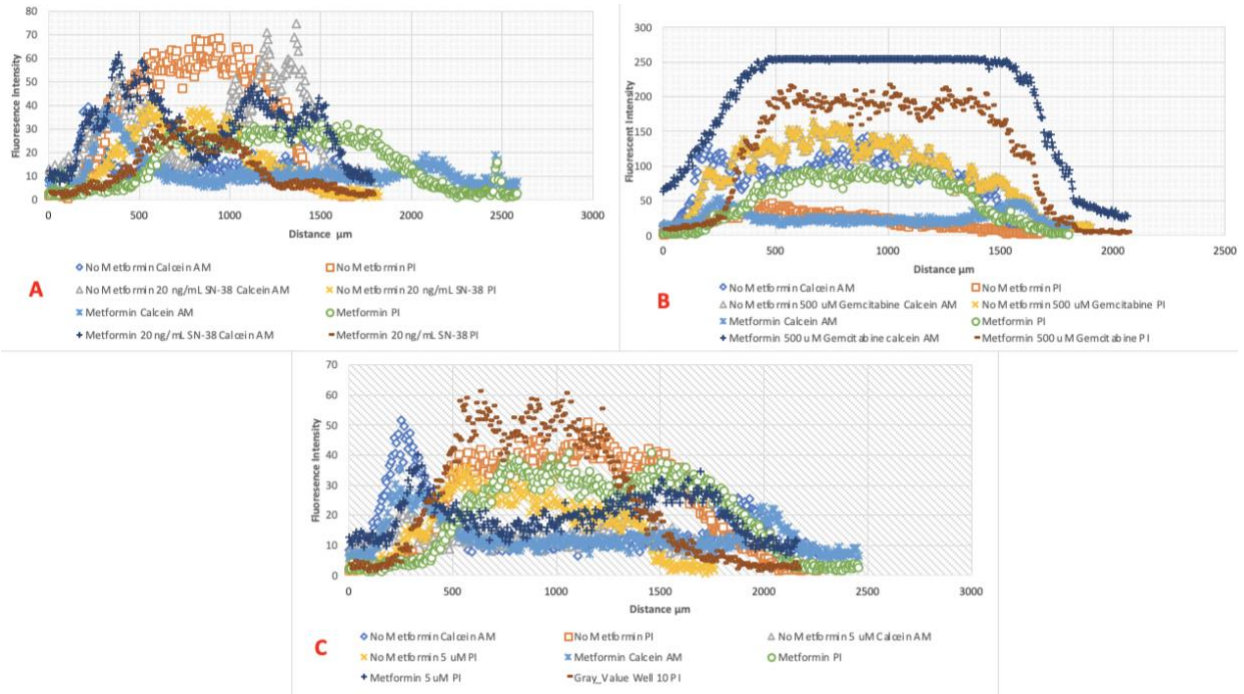 80
70
60
50
40
30
20
10
0
Fluoresence Intensity
0 500 1000 1500 2000 2500 3000
Distance µm
No Metformin Calcein AM No Metformin PI
No Metformin 20 ng/mL SN-38 Calcein AM No Metformin 20 ng/mL SN-38 PI
Metformin Calcein AM Metformin PI
Metformin 20 ng/mL SN-38 Calcein AM Metformin 20 ng/mL SN-38 PI
A
300
250
200
150
100
50
0
Fluorescent Intensity
0 500 1000 1500 2000 2500
Distance µm
No Metformin Calcein AM No Metformin PI
No Metformin 500 uM Gemcitabine Calcein AM No Metformin 500 uM Gemcitabine PI
Metformin Calcein AM Metformin PI
Metformin 500 uM Gemcitabine calcein AM Metformin 500 uM Gemcitabine PI
B
70
60
50
40
30
20
10
0
Fluoresence Intensity
0 500 1000 1500 2000 2500 3000
Distance µm
No Metformin Calcein AM No Metformin PI No Metformin 5 uM Calcein AM
No Metformin 5 uM PI Metformin Calcein AM Metformin PI
Metformin 5 uM PI Gray_Value Well 10 PI
C